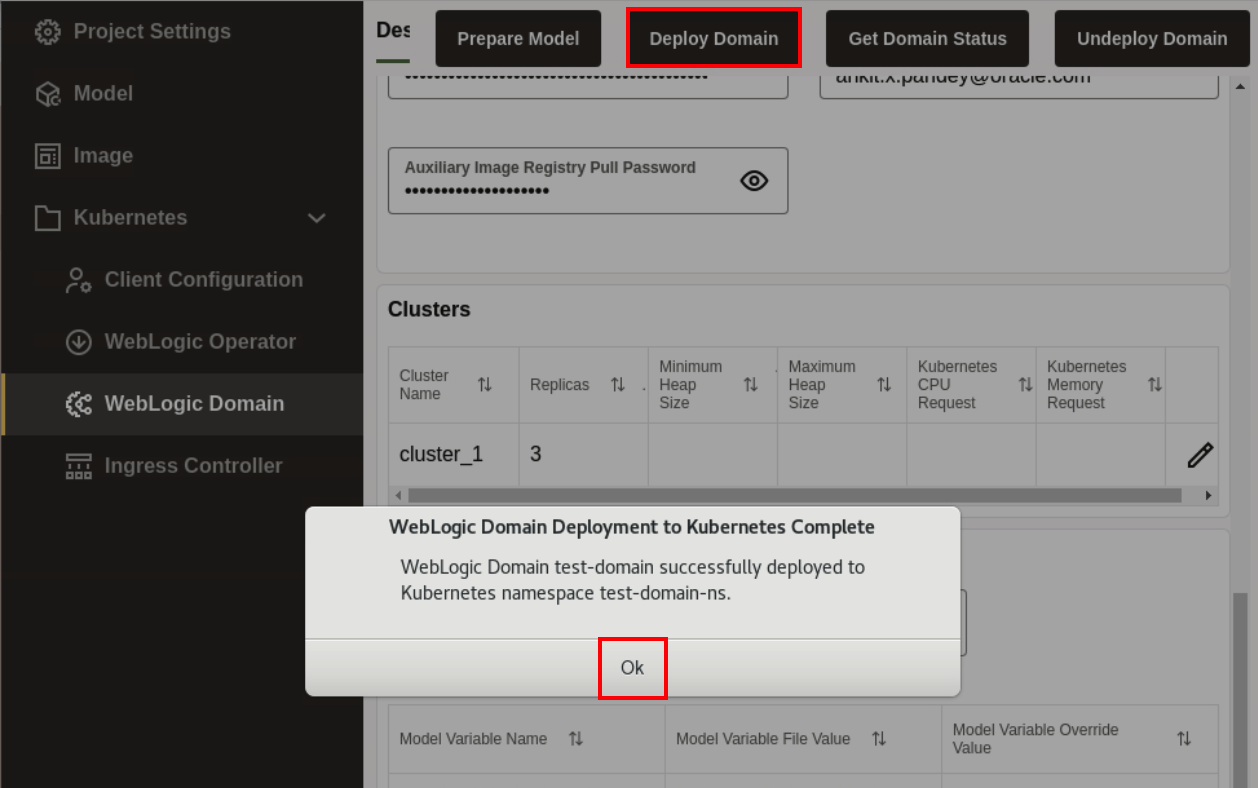 Project Settings
Model
Image
Kubernetes
Client Configuration
WebLogic Operator
WebLogic Domain
Ingress Controller
Des
Prepare Model
Deploy Domain
Get Domain Status
Undeploy Domain
••••••••••••••••••••••••••••••••••••••••••
ankit.x.pandey@oracle.com
Auxiliary Image Registry Pull Password
••••••••••••••••••••
Clusters
Cluster
Name
Replicas
Minimum
Heap
Size
Maximum
Heap
Size
Kubernetes
CPU
Request
Kubernetes
Memory
Request
cluster_1
3
WebLogic Domain Deployment to Kubernetes Complete
WebLogic Domain test-domain successfully deployed to
Kubernetes namespace test-domain-ns.
Ok
Model Variable Name
Model Variable File Value
Model Variable Override
Value